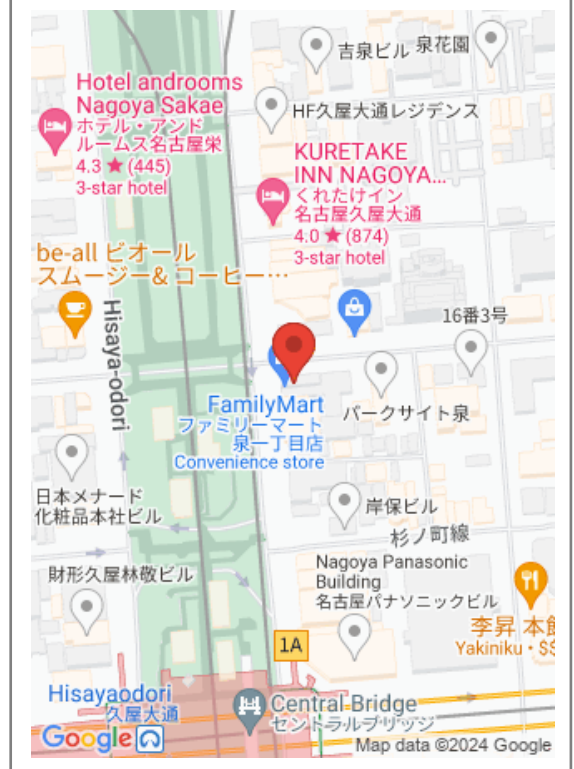 吉泉ビル
泉花園
Hotel androoms
Nagoya Sakae
ホテル・アンド
ルームス名古屋栄
4.3 ★ (445)
3-star hotel
HF久屋大通レジデンス
KURETAKE
INN NAGOYA...
くれたけイン
名古屋久屋大通
4.0 ★ (874)
3-star hotel
be-all ビオール
スムージー& コーヒー…
Hisaya-odori
16番3号
FamilyMart
ファミリーマート
泉一丁目店
Convenience store
パークサイト泉
日本メナード
化粧品本社ビル
岸保ビル
杉ノ町線
財形久屋林敬ビル
Nagoya Panasonic
Building
名古屋パナソニックビル
李昇 本館
Yakiniku・$$
1A
Hisayaodori
久屋大通
Central Bridge
セントラルブリッジ
Google
Map data ©2024 Google